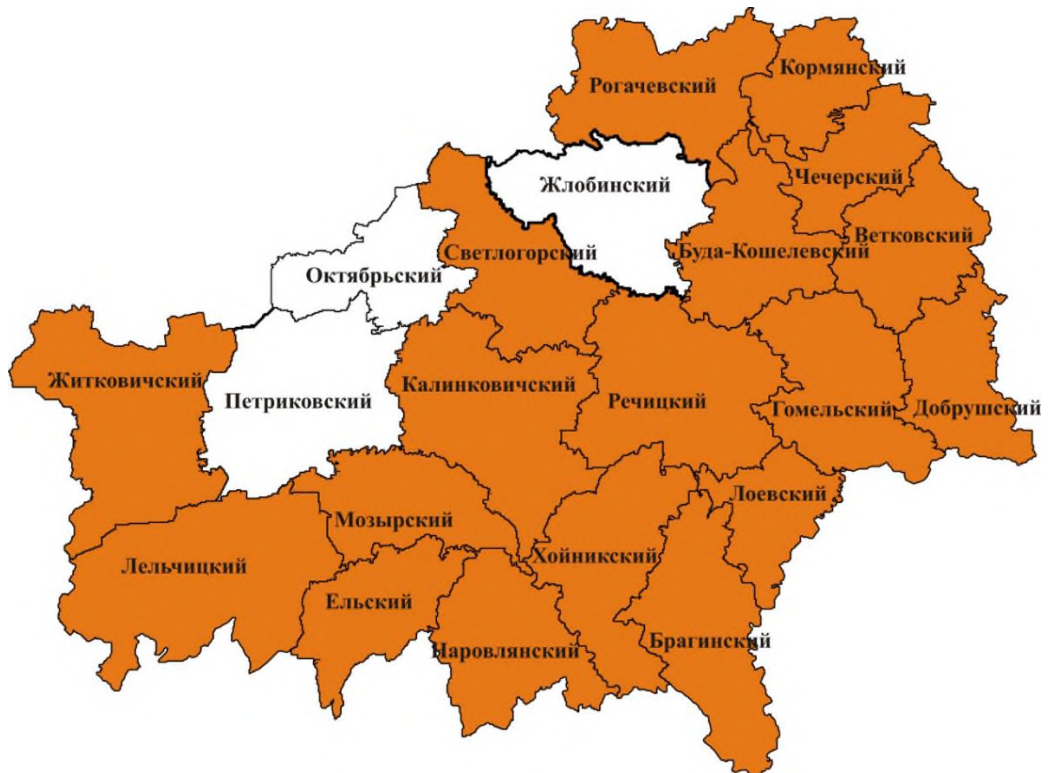 Кормянский
Рогачевский
Чечерский
Жлобинский
Ветковский
Буда-Кошелевский
Светлогорский
Октябрьский
Житковичский
Калинковичский
Петриковский
Речицкий
Гомельский
Добрушский
Лоевский
Мозырский
Хойникский
Лельчицкий
Ельский
Брагинский
Наровлянский